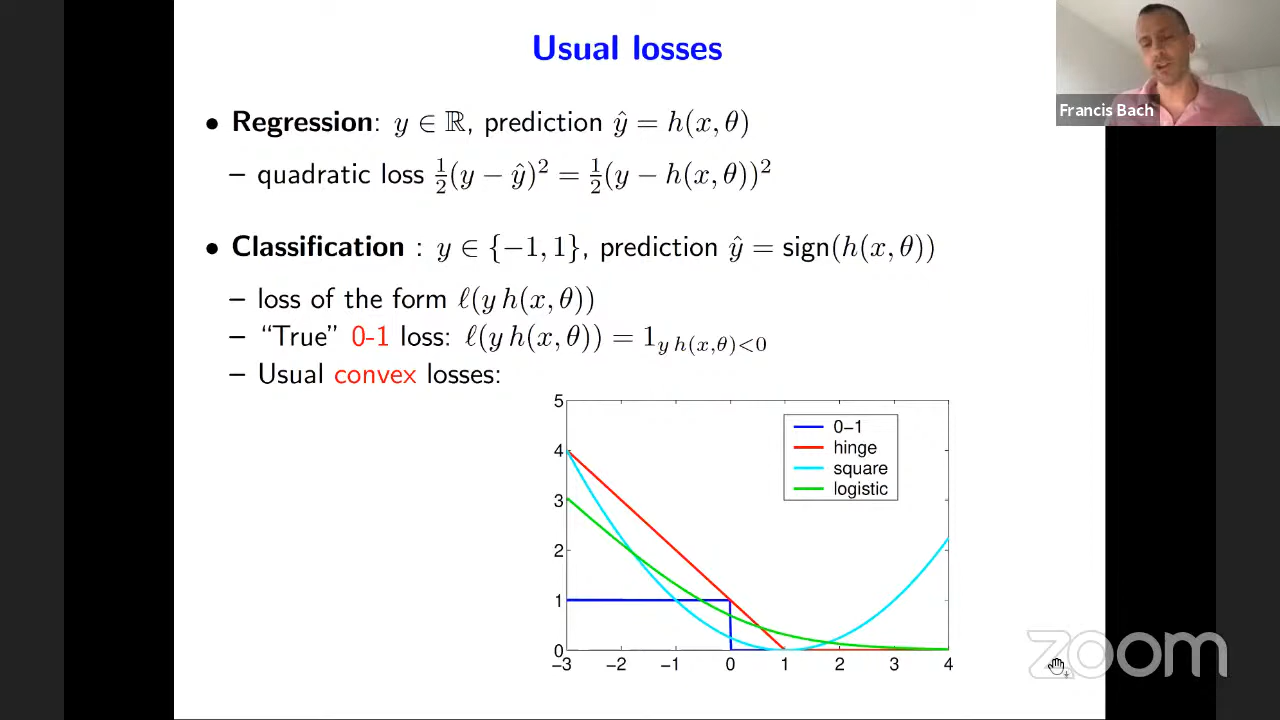 Usual losses
Francis Bach
• Regression: y ∈ ℝ, prediction ŷ = h(x, θ)
– quadratic loss ½(y − ŷ)² = ½(y − h(x, θ))²
• Classification : y ∈ {−1, 1}, prediction ŷ = sign(h(x, θ))
– loss of the form ℓ(y h(x, θ))
– “True” 0-1 loss: ℓ(y h(x, θ)) = 1_{y h(x,θ)<0}
– Usual convex losses:
5
4
3
2
1
0
0−1
hinge
square
logistic
−3 −2 −1 0 1 2 3 4
zoom